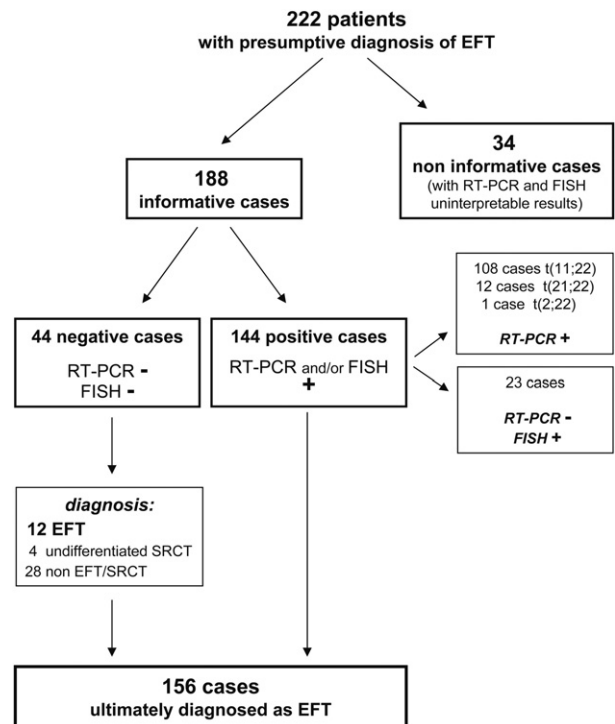 222 patients
with presumptive diagnosis of EFT
34
non informative cases
(with RT-PCR and FISH
uninterpretable results)
188
informative cases
108 cases t(11;22)
12 cases t(21;22)
1 case t(2;22)
RT-PCR +
44 negative cases
RT-PCR -
FISH -
144 positive cases
RT-PCR and/or FISH
+
23 cases
RT-PCR -
FISH +
diagnosis:
12 EFT
4 undifferentiated SRCT
28 non EFT/SRCT
156 cases
ultimately diagnosed as EFT